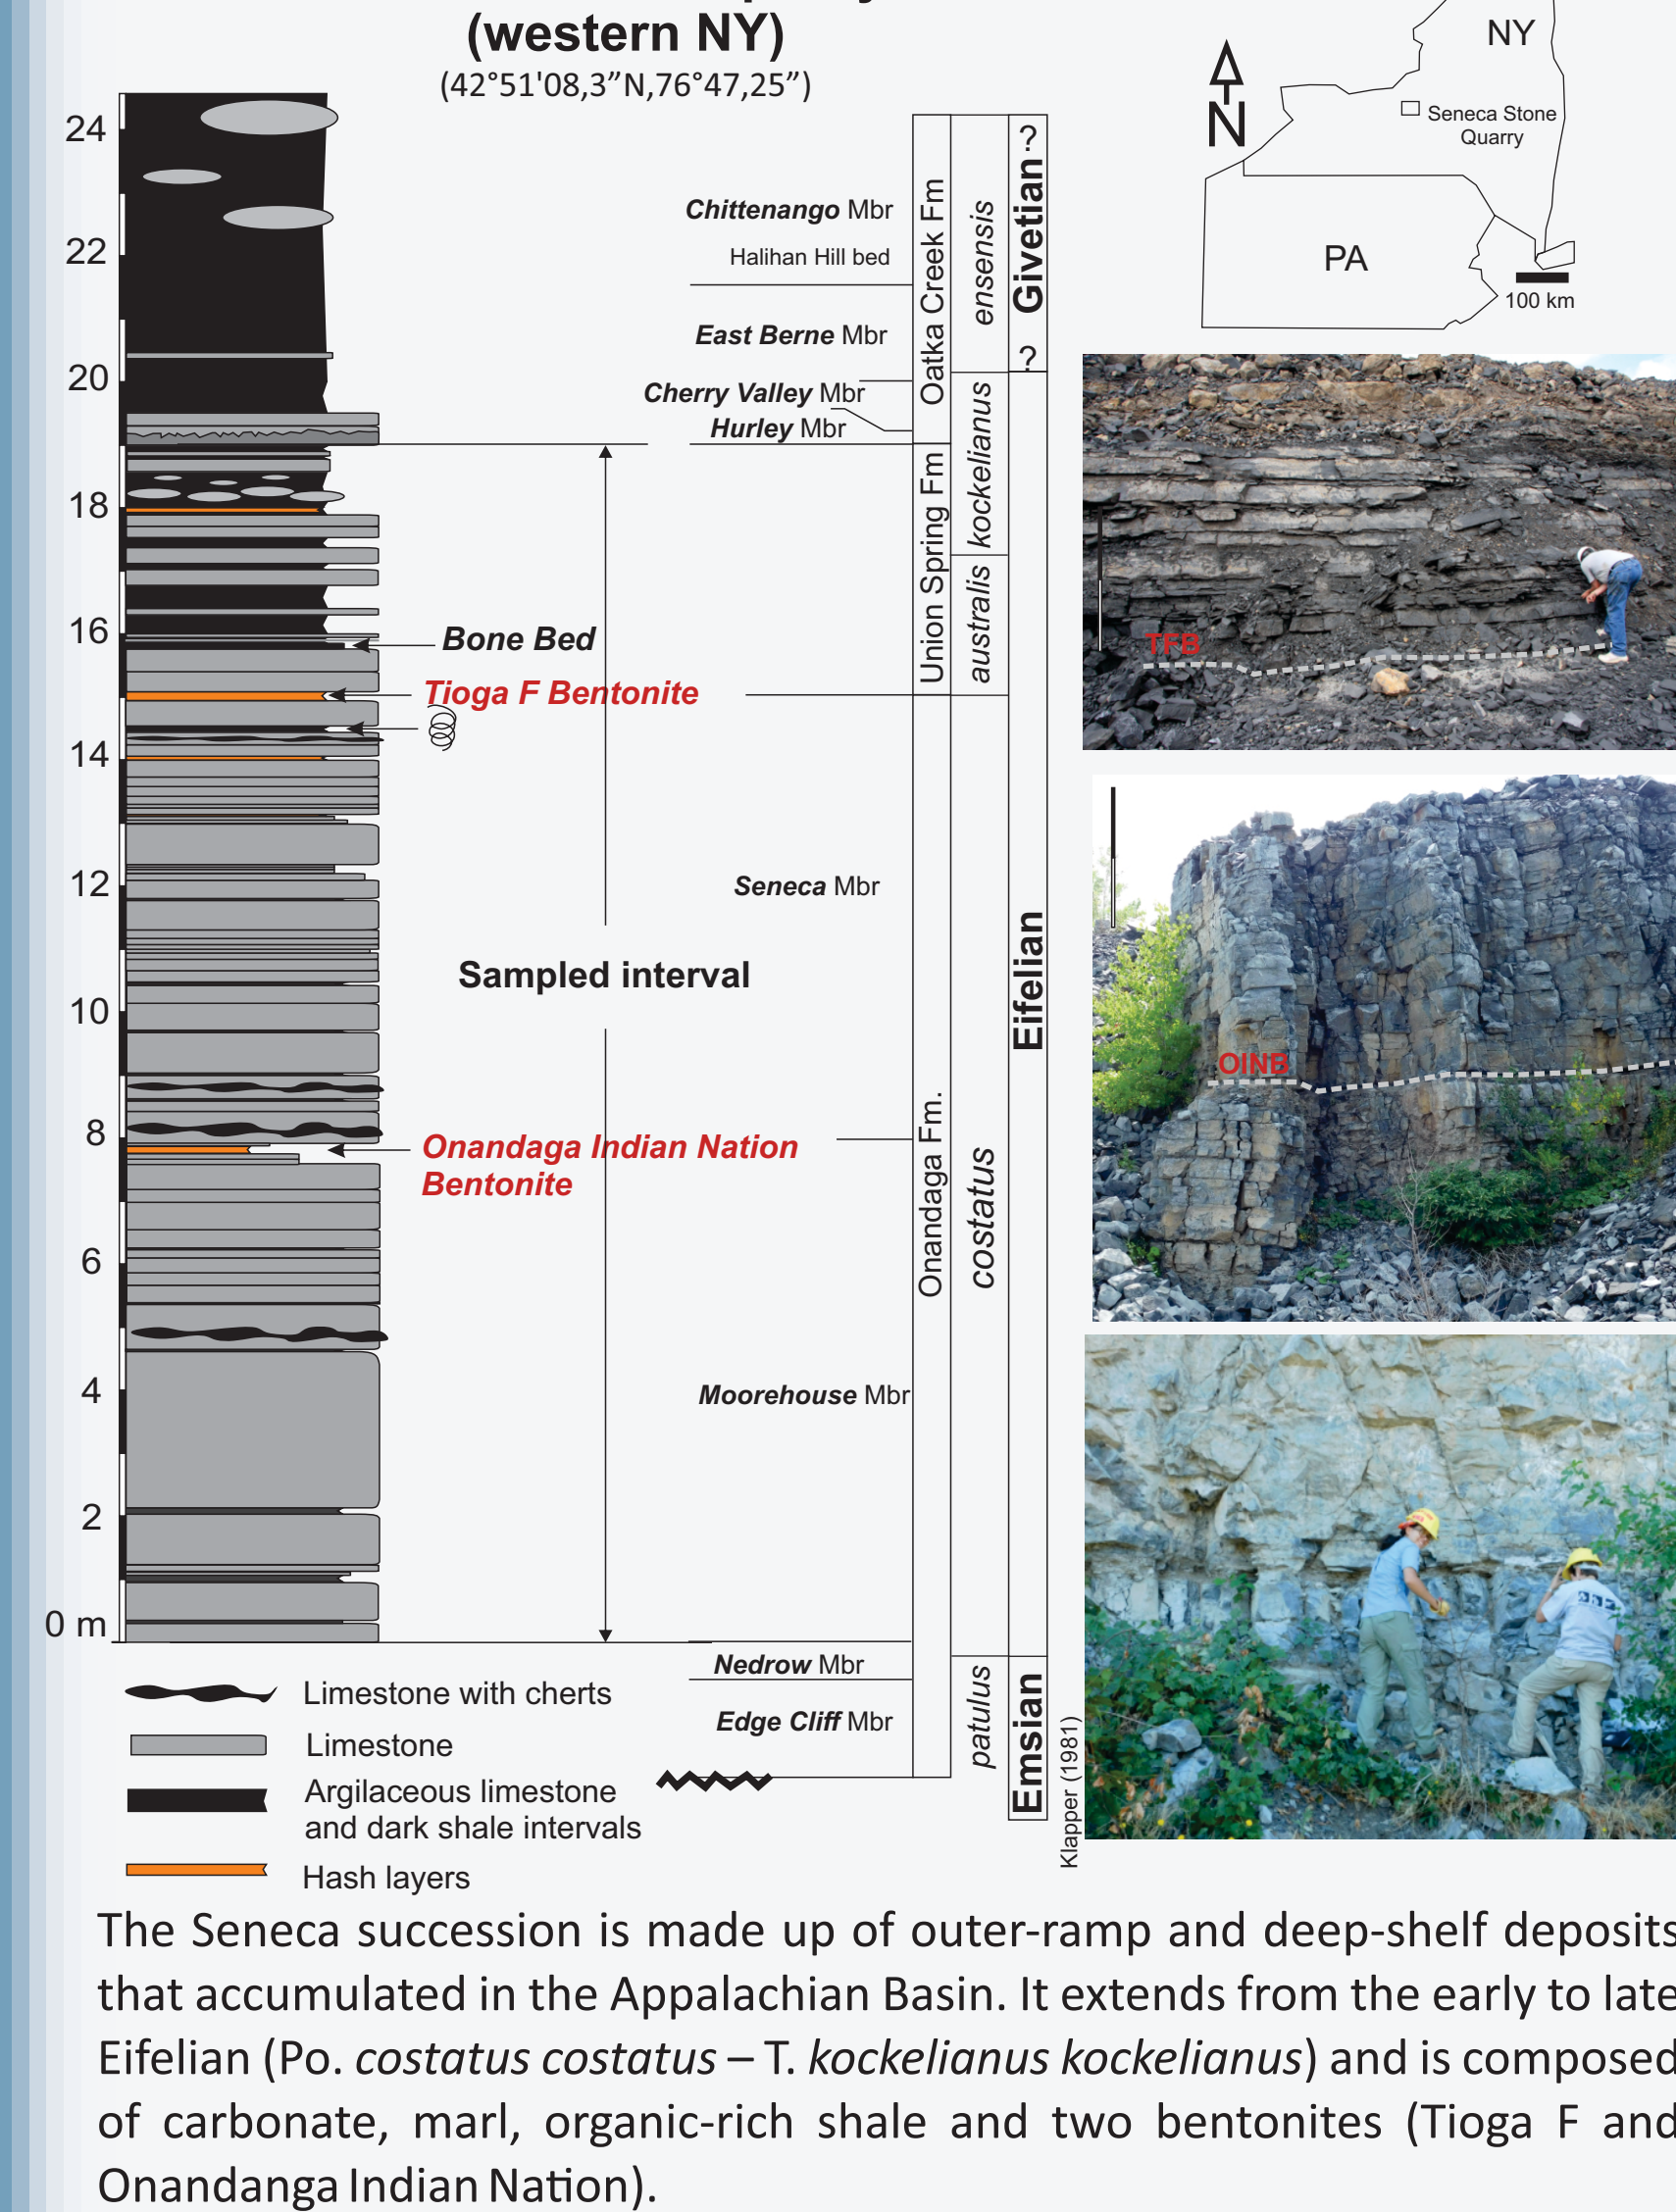 (western NY)
(42°51'08,3”N,76°47,25”)
24
22
20
18
16
14
12
10
8
6
4
2
0 m
Chittenango Mbr
Halihan Hill bed
East Berne Mbr
Cherry Valley Mbr
Hurley Mbr
Bone Bed
Tioga F Bentonite
Seneca Mbr
Sampled interval
Onandaga Indian Nation
Bentonite
Moorehouse Mbr
Nedrow Mbr
Edge Cliff Mbr
Oatka Creek Fm
Union Spring Fm
Onandaga Fm.
ensensis
kockelianus
australis
costatus
patulus
?
Givetian
?
Eifelian
Emsian
Klapper (1981)
N
NY
Seneca Stone
Quarry
PA
100 km
TFB
OINB
Limestone with cherts
Limestone
Argilaceous limestone
and dark shale intervals
Hash layers
The Seneca succession is made up of outer-ramp and deep-shelf deposits
that accumulated in the Appalachian Basin. It extends from the early to late
Eifelian (Po. costatus costatus – T. kockelianus kockelianus) and is composed
of carbonate, marl, organic-rich shale and two bentonites (Tioga F and
Onandanga Indian Nation).